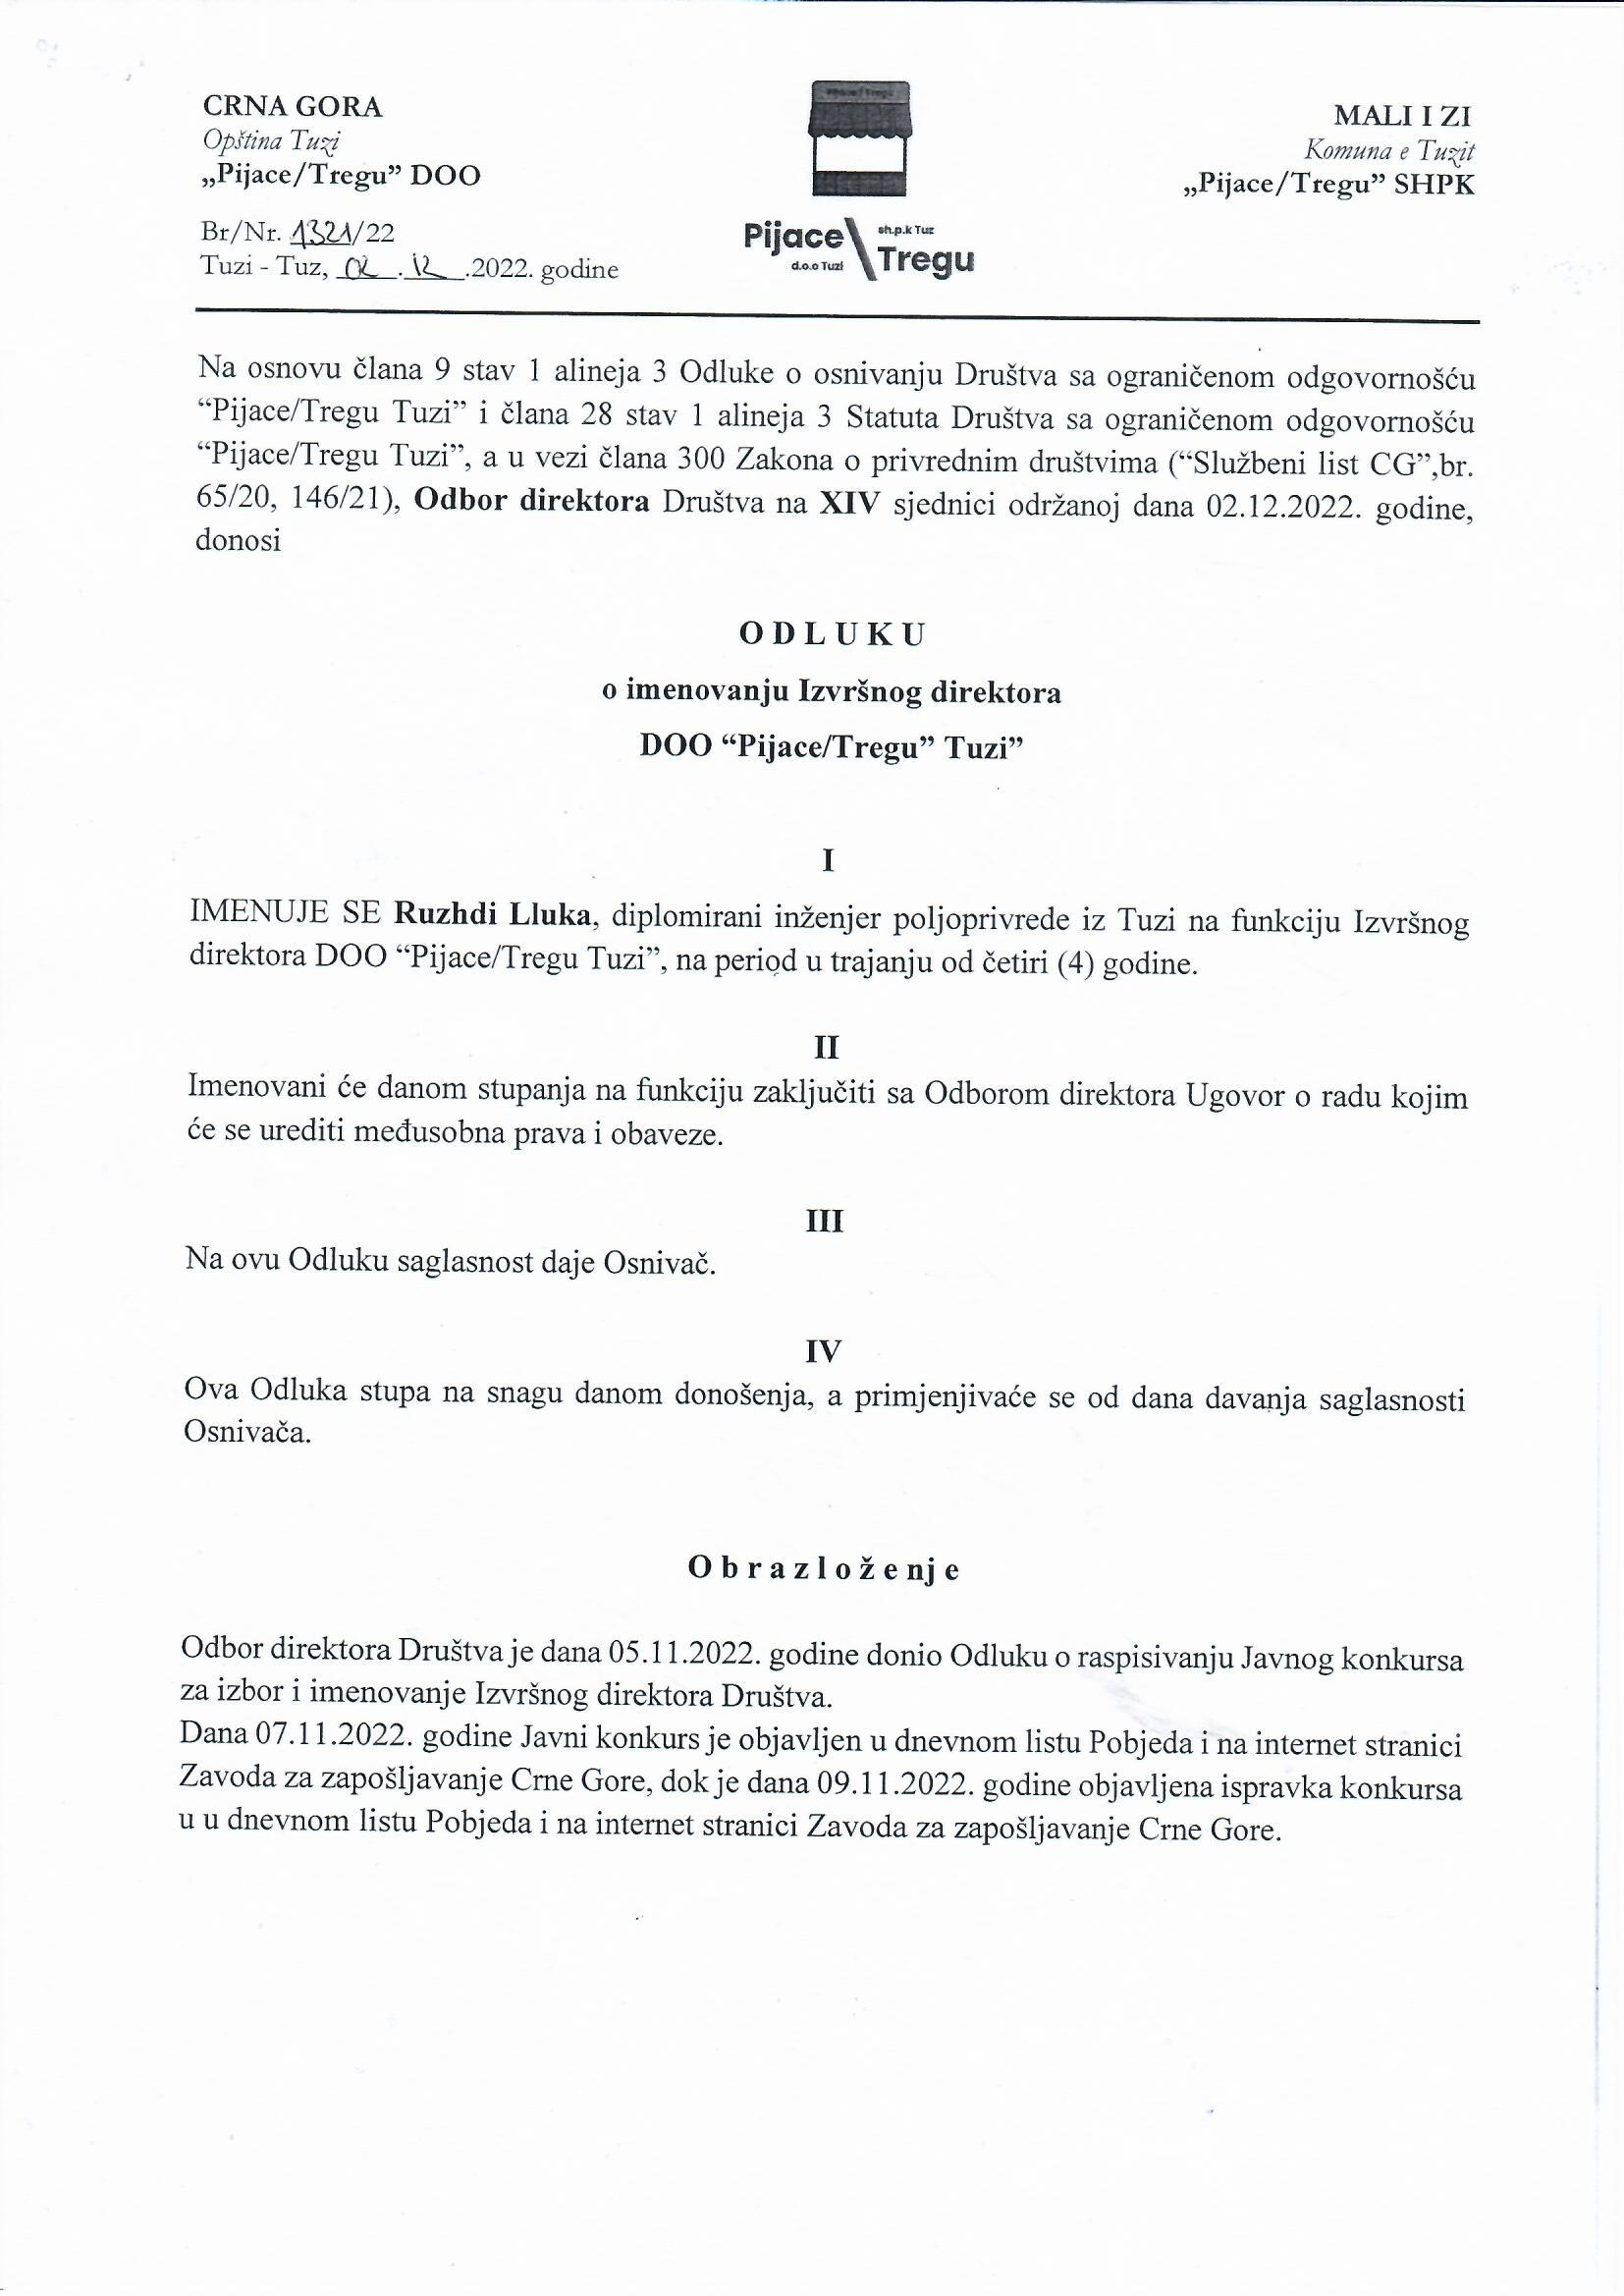 CRNA GORA
Opština Tuzi
„Pijace/Tregu” DOO
Br/Nr. 1321/22
Tuzi - Tuz, 02.12.2022. godine
Pijace/Tregu
Pijace
d.o.o Tuzi
sh.p.k Tuz
Tregu
MALI I ZI
Komuna e Tuzit
„Pijace/Tregu” SHPK
Na osnovu člana 9 stav 1 alineja 3 Odluke o osnivanju Društva sa ograničenom odgovornošću
“Pijace/Tregu Tuzi” i člana 28 stav 1 alineja 3 Statuta Društva sa ograničenom odgovornošću
“Pijace/Tregu Tuzi”, a u vezi člana 300 Zakona o privrednim društvima (“Službeni list CG”,br.
65/20, 146/21), Odbor direktora Društva na XIV sjednici održanoj dana 02.12.2022. godine,
donosi
O D L U K U
o imenovanju Izvršnog direktora
DOO “Pijace/Tregu” Tuzi”
I
IMENUJE SE Ruzhdi Lluka, diplomirani inženjer poljoprivrede iz Tuzi na funkciju Izvršnog
direktora DOO “Pijace/Tregu Tuzi”, na period u trajanju od četiri (4) godine.
II
Imenovani će danom stupanja na funkciju zaključiti sa Odborom direktora Ugovor o radu kojim
će se urediti međusobna prava i obaveze.
III
Na ovu Odluku saglasnost daje Osnivač.
IV
Ova Odluka stupa na snagu danom donošenja, a primjenjivaće se od dana davanja saglasnosti
Osnivača.
O b r a z l o ž e nj e
Odbor direktora Društva je dana 05.11.2022. godine donio Odluku o raspisivanju Javnog konkursa
za izbor i imenovanje Izvršnog direktora Društva.
Dana 07.11.2022. godine Javni konkurs je objavljen u dnevnom listu Pobjeda i na internet stranici
Zavoda za zapošljavanje Crne Gore, dok je dana 09.11.2022. godine objavljena ispravka konkursa
u u dnevnom listu Pobjeda i na internet stranici Zavoda za zapošljavanje Crne Gore.